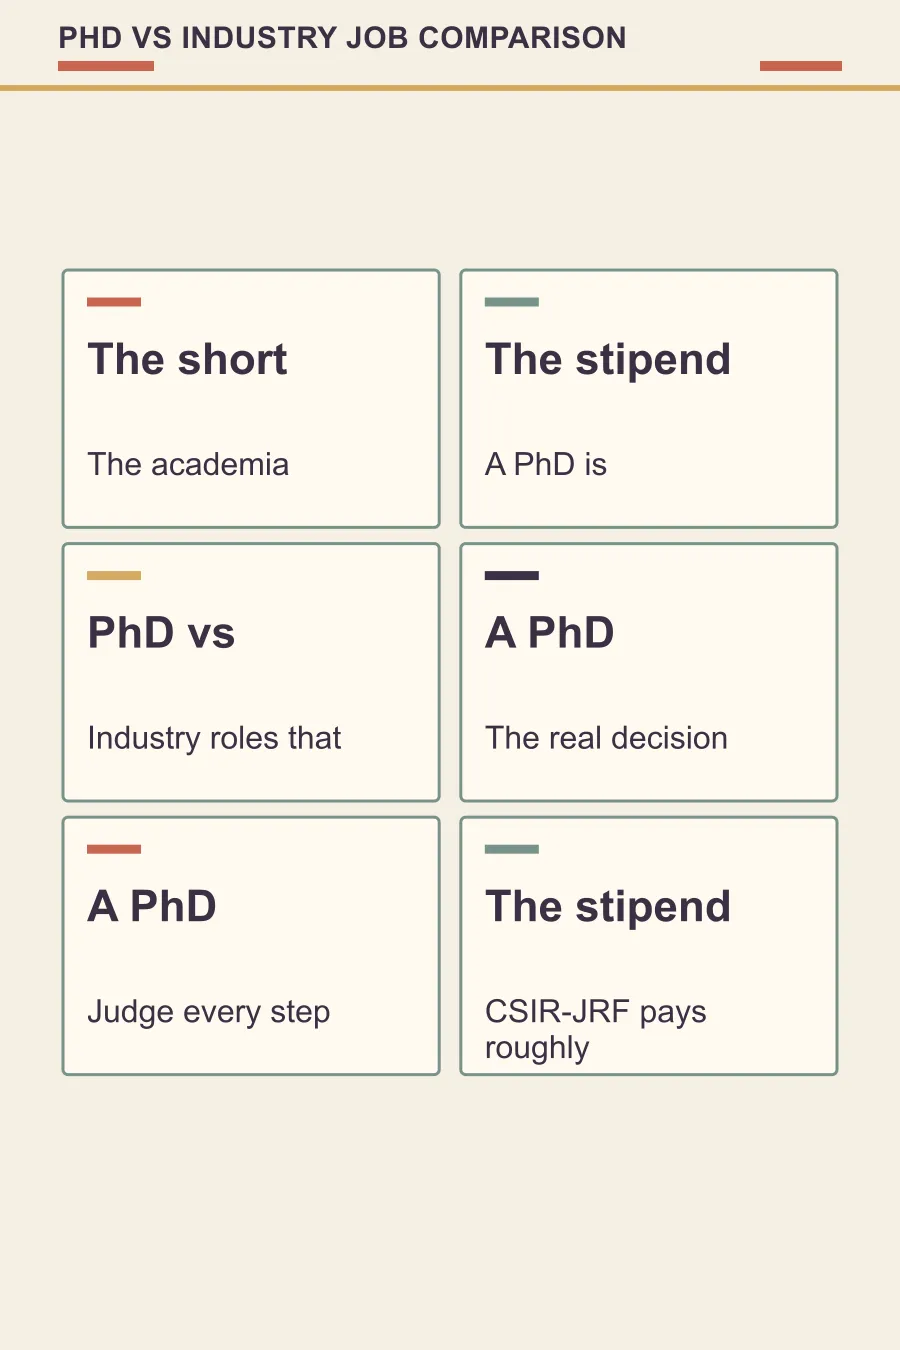 PHD VS INDUSTRY JOB COMPARISON
The short
The academia
The stipend
A PhD is
PhD vs
Industry roles that
A PhD
The real decision
A PhD
Judge every step
The stipend
CSIR-JRF pays
roughly